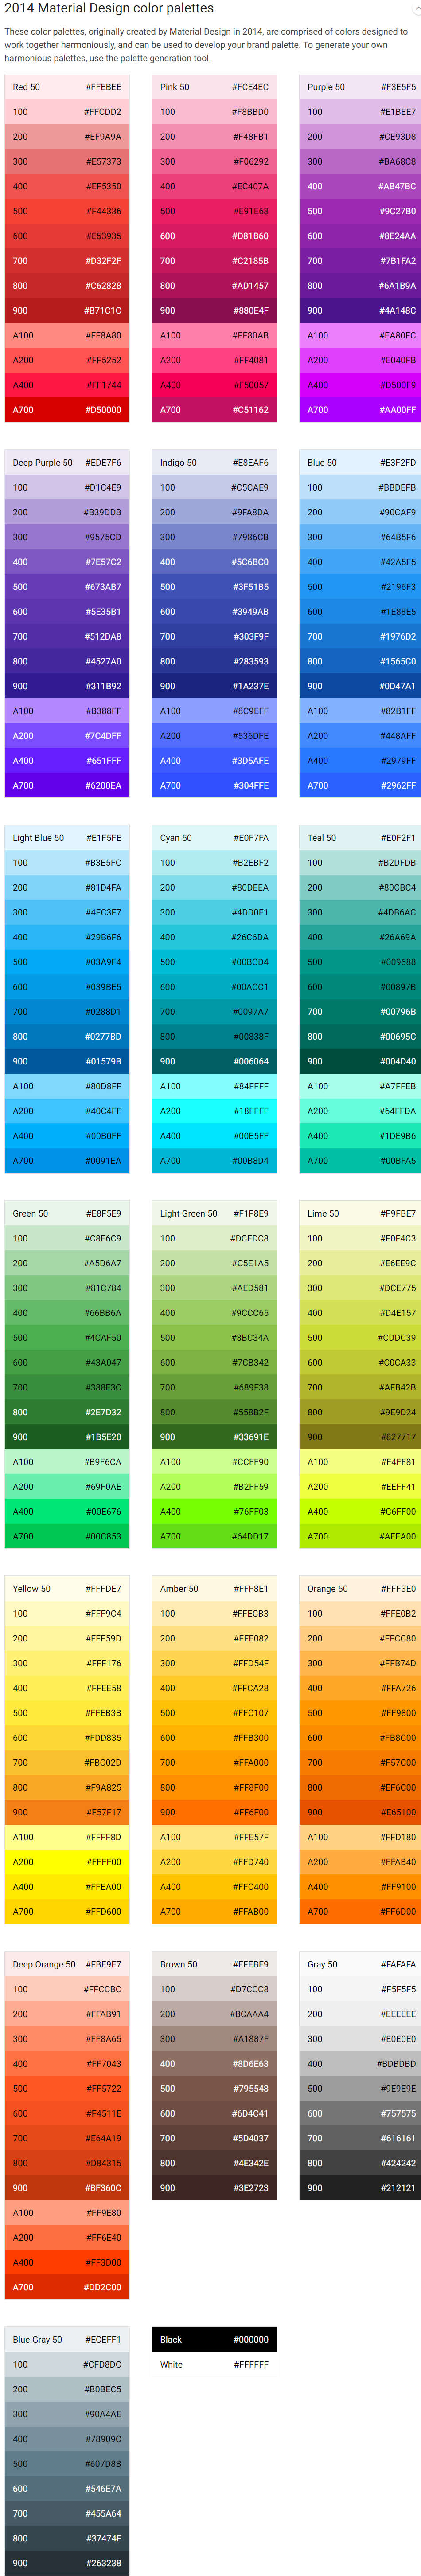 2014 Material Design color palettes
These color palettes, originally created by Material Design in 2014, are comprised of colors designed to
work together harmoniously, and can be used to develop your brand palette. To generate your own
harmonious palettes, use the palette generation tool.
Red 50 #FFEBEE
100 #FFCDD2
200 #EF9A9A
300 #E57373
400 #EF5350
500 #F44336
600 #E53935
700 #D32F2F
800 #C62828
900 #B71C1C
A100 #FF8A80
A200 #FF5252
A400 #FF1744
A700 #D50000
Pink 50 #FCE4EC
100 #F8BBD0
200 #F48FB1
300 #F06292
400 #EC407A
500 #E91E63
600 #D81B60
700 #C2185B
800 #AD1457
900 #880E4F
A100 #FF80AB
A200 #FF4081
A400 #F50057
A700 #C51162
Purple 50 #F3E5F5
100 #E1BEE7
200 #CE93D8
300 #BA68C8
400 #AB47BC
500 #9C27B0
600 #8E24AA
700 #7B1FA2
800 #6A1B9A
900 #4A148C
A100 #EA80FC
A200 #E040FB
A400 #D500F9
A700 #AA00FF
Deep Purple 50 #EDE7F6
100 #D1C4E9
200 #B39DDB
300 #9575CD
400 #7E57C2
500 #673AB7
600 #5E35B1
700 #512DA8
800 #4527A0
900 #311B92
A100 #B388FF
A200 #7C4DFF
A400 #651FFF
A700 #6200EA
Indigo 50 #E8EAF6
100 #C5CAE9
200 #9FA8DA
300 #7986CB
400 #5C6BC0
500 #3F51B5
600 #3949AB
700 #303F9F
800 #283593
900 #1A237E
A100 #8C9EFF
A200 #536DFE
A400 #3D5AFE
A700 #304FFE
Blue 50 #E3F2FD
100 #BBDEFB
200 #90CAF9
300 #64B5F6
400 #42A5F5
500 #2196F3
600 #1E88E5
700 #1976D2
800 #1565C0
900 #0D47A1
A100 #82B1FF
A200 #448AFF
A400 #2979FF
A700 #2962FF
Light Blue 50 #E1F5FE
100 #B3E5FC
200 #81D4FA
300 #4FC3F7
400 #29B6F6
500 #03A9F4
600 #039BE5
700 #0288D1
800 #0277BD
900 #01579B
A100 #80D8FF
A200 #40C4FF
A400 #00B0FF
A700 #0091EA
Cyan 50 #E0F7FA
100 #B2EBF2
200 #80DEEA
300 #4DD0E1
400 #26C6DA
500 #00BCD4
600 #00ACC1
700 #0097A7
800 #00838F
900 #006064
A100 #84FFFF
A200 #18FFFF
A400 #00E5FF
A700 #00B8D4
Teal 50 #E0F2F1
100 #B2DFDB
200 #80CBC4
300 #4DB6AC
400 #26A69A
500 #009688
600 #00897B
700 #00796B
800 #00695C
900 #004D40
A100 #A7FFEB
A200 #64FFDA
A400 #1DE9B6
A700 #00BFA5
Green 50 #E8F5E9
100 #C8E6C9
200 #A5D6A7
300 #81C784
400 #66BB6A
500 #4CAF50
600 #43A047
700 #388E3C
800 #2E7D32
900 #1B5E20
A100 #B9F6CA
A200 #69F0AE
A400 #00E676
A700 #00C853
Light Green 50 #F1F8E9
100 #DCEDC8
200 #C5E1A5
300 #AED581
400 #9CCC65
500 #8BC34A
600 #7CB342
700 #689F38
800 #558B2F
900 #33691E
A100 #CCFF90
A200 #B2FF59
A400 #76FF03
A700 #64DD17
Lime 50 #F9FBE7
100 #F0F4C3
200 #E6EE9C
300 #DCE775
400 #D4E157
500 #CDDC39
600 #C0CA33
700 #AFB42B
800 #9E9D24
900 #827717
A100 #F4FF81
A200 #EEFF41
A400 #C6FF00
A700 #AEEA00
Yellow 50 #FFFDE7
100 #FFF9C4
200 #FFF59D
300 #FFF176
400 #FFEE58
500 #FFEB3B
600 #FDD835
700 #FBC02D
800 #F9A825
900 #F57F17
A100 #FFFF8D
A200 #FFFF00
A400 #FFEA00
A700 #FFD600
Amber 50 #FFF8E1
100 #FFECB3
200 #FFE082
300 #FFD54F
400 #FFCA28
500 #FFC107
600 #FFB300
700 #FFA000
800 #FF8F00
900 #FF6F00
A100 #FFE57F
A200 #FFD740
A400 #FFC400
A700 #FFAB00
Orange 50 #FFF3E0
100 #FFE0B2
200 #FFCC80
300 #FFB74D
400 #FFA726
500 #FF9800
600 #FB8C00
700 #F57C00
800 #EF6C00
900 #E65100
A100 #FFD180
A200 #FFAB40
A400 #FF9100
A700 #FF6D00
Deep Orange 50 #FBE9E7
100 #FFCCBC
200 #FFAB91
300 #FF8A65
400 #FF7043
500 #FF5722
600 #F4511E
700 #E64A19
800 #D84315
900 #BF360C
A100 #FF9E80
A200 #FF6E40
A400 #FF3D00
A700 #DD2C00
Brown 50 #EFEBE9
100 #D7CCC8
200 #BCAAA4
300 #A1887F
400 #8D6E63
500 #795548
600 #6D4C41
700 #5D4037
800 #4E342E
900 #3E2723
Gray 50 #FAFAFA
100 #F5F5F5
200 #EEEEEE
300 #E0E0E0
400 #BDBDBD
500 #9E9E9E
600 #757575
700 #616161
800 #424242
900 #212121
Blue Gray 50 #ECEFF1
100 #CFD8DC
200 #B0BEC5
300 #90A4AE
400 #78909C
500 #607D8B
600 #546E7A
700 #455A64
800 #37474F
900 #263238
Black #000000
White #FFFFFF